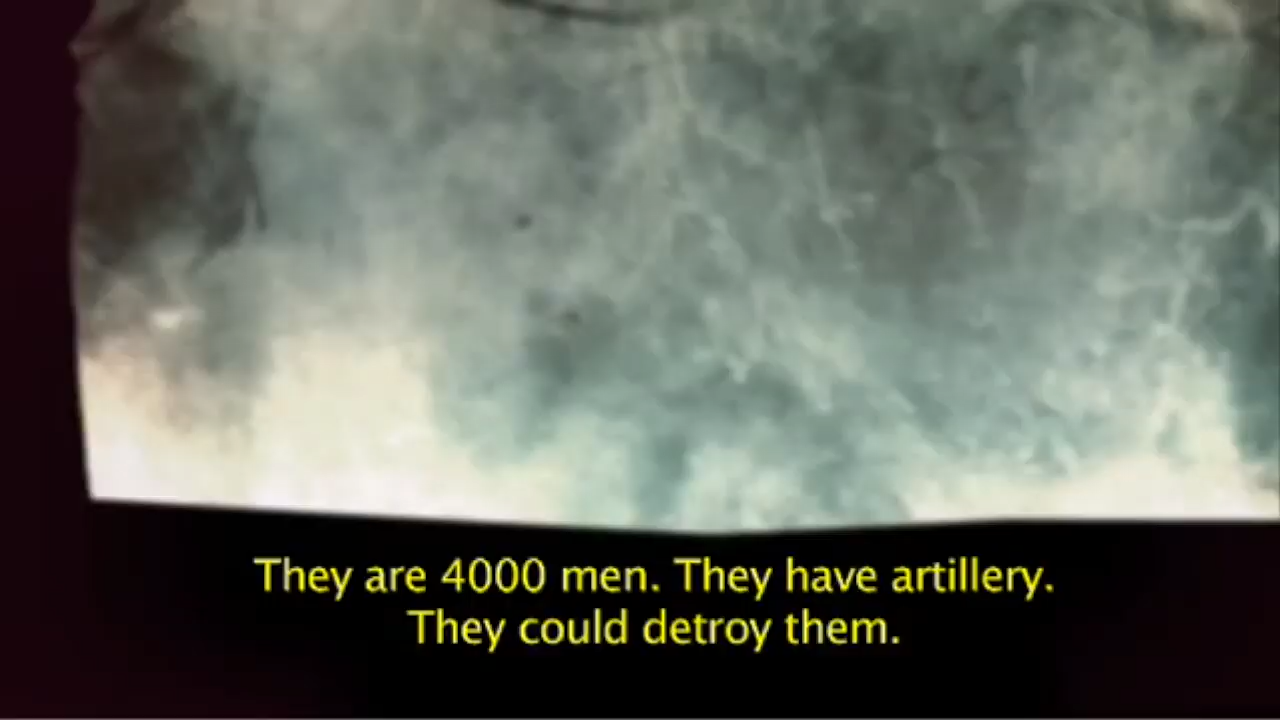 They are 4000 men. They have artillery.
They could detroy them.